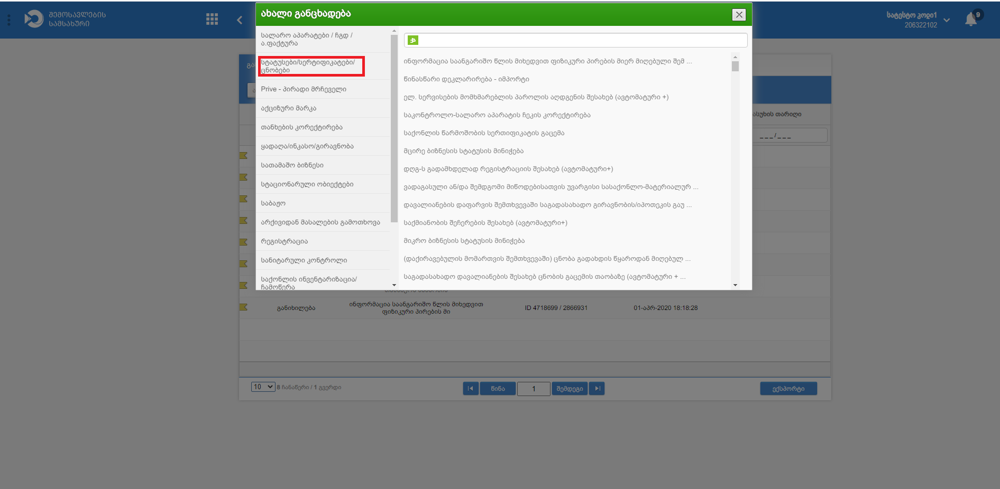 შემოსავლების
სამსახური
სატესტო კოდი1
206322102
9
ახალი განცხადება
სალარო აპარატები / ჩგდ /
ა.ფაქტურა
სტატუსები/სერტიფიკატები/
ცნობები
Prive - პირადი მრჩეველი
აქციზური მარკა
თანხების კორექტირება
ყადაღა/ინკასო/გირავნობა
სათამაშო ბიზნესი
სტაციონარული ობიექტები
საბაჟო
არქივიდან მასალების გამოთხოვა
რეგისტრაცია
სანიტარული კონტროლი
საქონლის ინვენტარიზაცია/
ჩამოწერა
ქა
ინფორმაცია საანგარიშო წლის მიხედვით ფიზიკური პირების მიერ მიღებული შემ ...
წინასწარი დეკლარირება - იმპორტი
ელ. სერვისების მომხმარებლის პაროლის აღდგენის შესახებ (ავტომატური +)
საკონტროლო-სალარო აპარატის ჩეკის კორექტირება
საქონლის წარმოშობის სერთიფიკატის გაცემა
მცირე ბიზნესის სტატუსის მინიჭება
დღგ-ს გადამხდელად რეგისტრაციის შესახებ (ავტომატური+)
ვადაგასული ან/და შემდგომი მიწოდებისათვის უვარგისი სასაქონლო-მატერიალურ ...
დავალიანების დაფარვის შემთხვევაში საგადასახადო გირავნობის/იპოთეკის გაუ ...
საქმიანობის შეჩერების შესახებ (ავტომატური+)
მიკრო ბიზნესის სტატუსის მინიჭება
(დაქირავებულის მომართვის შემთხვევაში) ცნობა გადახდის წყაროდან მიღებულ ...
საგადასახადო დავალიანების შესახებ ცნობის გაცემის თაობაზე (ავტომატური + ...
ასუხის თარიღი
_ _ _/_ _ _
განიხილება
ინფორმაცია საანგარიშო წლის მიხედვით
ფიზიკური პირების მი
ID 4718699 / 2866931
01-აპრ-2020 18:18:28
10
8 ჩანაწერი / 1 გვერდი
წინა
1
შემდეგი
ექსპორტი